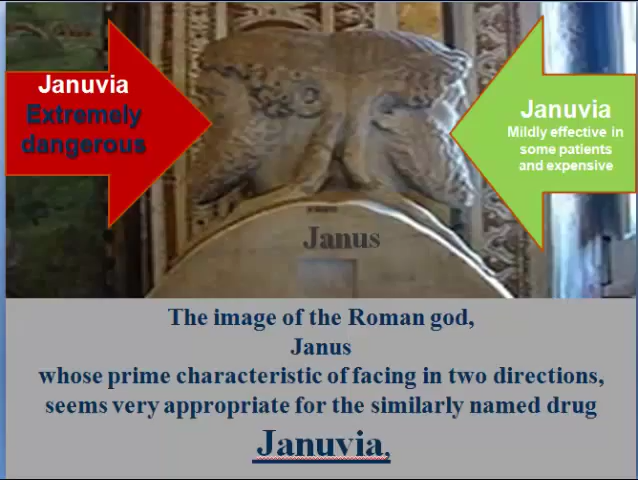 Januvia
Extremely
dangerous
Januvia
Mildly effective in
some patients
and expensive
Janus
The image of the Roman god,
Janus
whose prime characteristic of facing in two directions,
seems very appropriate for the similarly named drug
Januvia,